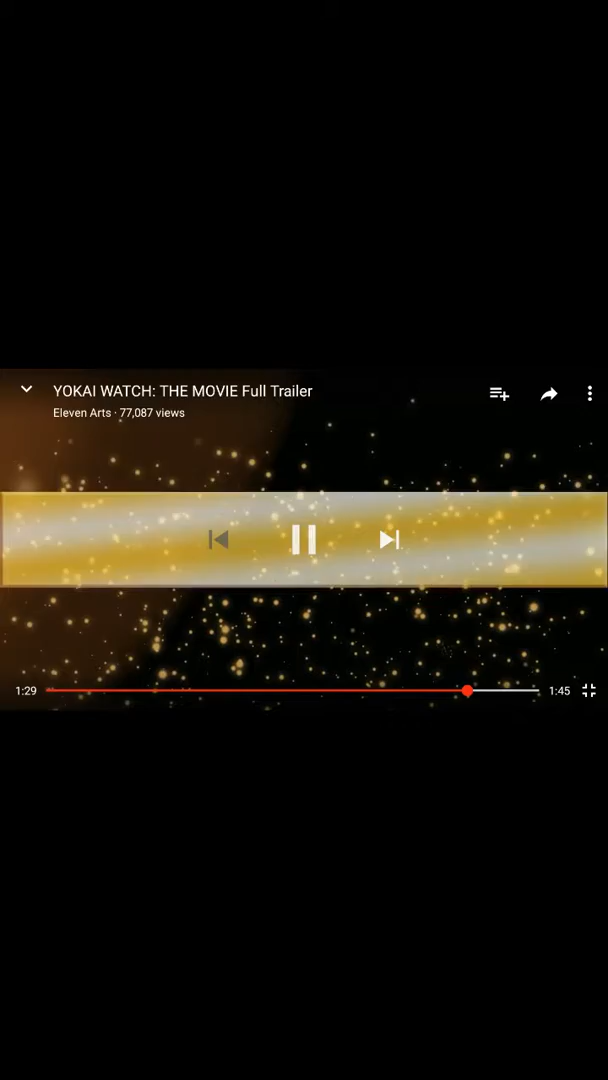 YOKAI WATCH: THE MOVIE Full Trailer
Eleven Arts · 77,087 views
1:29
1:45